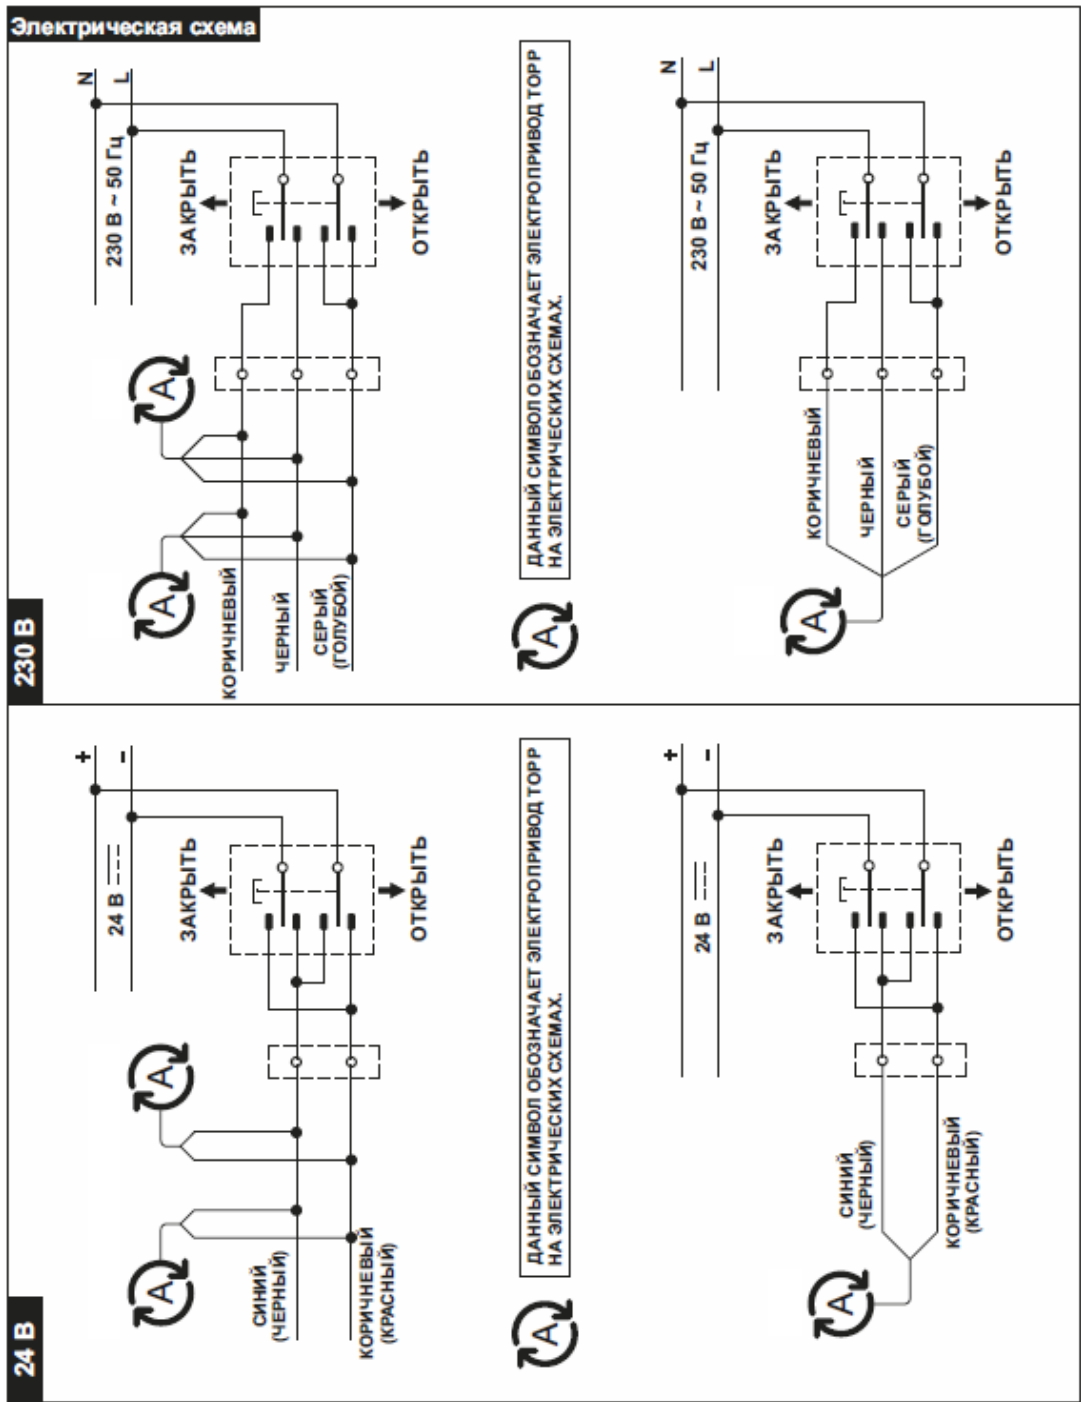 Электрическая схема
230 В
N
L
230 В ~ 50 Гц
ЗАКРЫТЬ
ОТКРЫТЬ
A
A
КОРИЧНЕВЫЙ
ЧЕРНЫЙ
СЕРЫЙ
(ГОЛУБОЙ)
A
ДАННЫЙ СИМВОЛ ОБОЗНАЧАЕТ ЭЛЕКТРОПРИВОД ТОРР
НА ЭЛЕКТРИЧЕСКИХ СХЕМАХ.
N
L
230 В ~ 50 Гц
ЗАКРЫТЬ
ОТКРЫТЬ
КОРИЧНЕВЫЙ
ЧЕРНЫЙ
СЕРЫЙ
(ГОЛУБОЙ)
A
24 В
+
-
24 В
ЗАКРЫТЬ
ОТКРЫТЬ
A
A
СИНИЙ
(ЧЕРНЫЙ)
КОРИЧНЕВЫЙ
(КРАСНЫЙ)
A
ДАННЫЙ СИМВОЛ ОБОЗНАЧАЕТ ЭЛЕКТРОПРИВОД ТОРР
НА ЭЛЕКТРИЧЕСКИХ СХЕМАХ.
+
-
24 В
ЗАКРЫТЬ
ОТКРЫТЬ
СИНИЙ
(ЧЕРНЫЙ)
КОРИЧНЕВЫЙ
(КРАСНЫЙ)
A